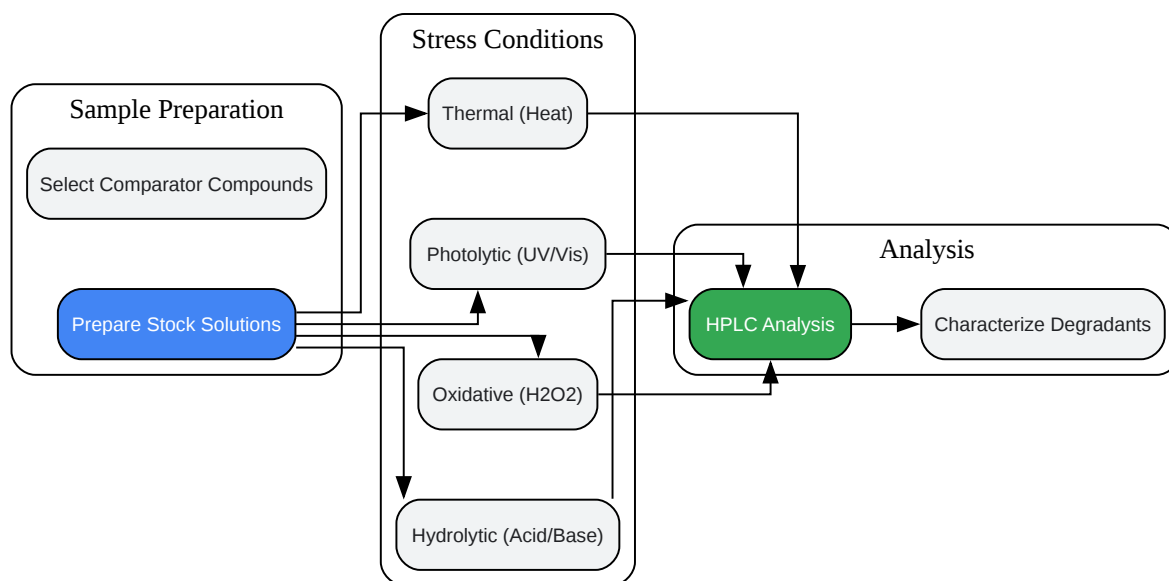 Sample Preparation
Select Comparator Compounds
Prepare Stock Solutions
Stress Conditions
Thermal (Heat)
Photolytic (UV/Vis)
Oxidative (H2O2)
Hydrolytic (Acid/Base)
Analysis
HPLC Analysis
Characterize Degradants